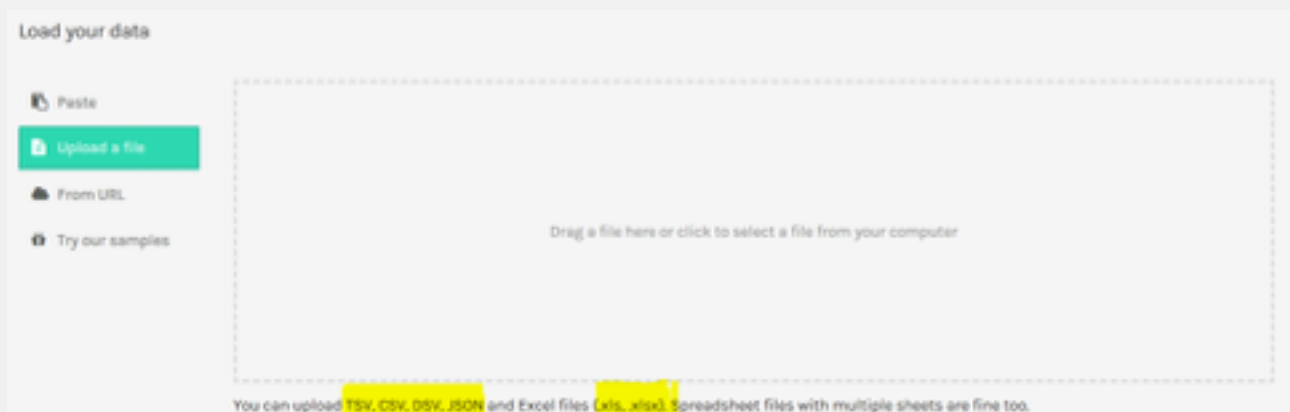 Load your data
Paste
Upload a file
From URL
Try our samples
Drag a file here or click to select a file from your computer
You can upload TSV, CSV, DSV, JSON and Excel files (.xls, .xlsx). Spreadsheet files with multiple sheets are fine too.